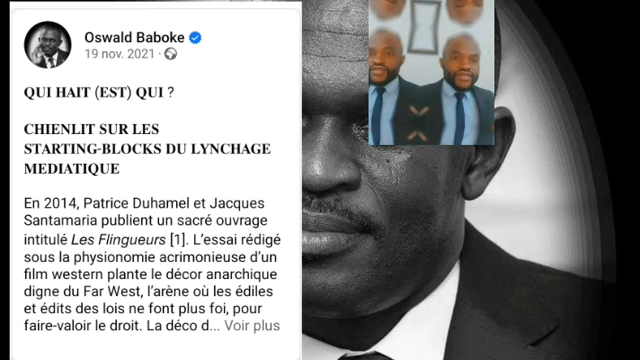 Oswald Baboke
19 nov. 2021 ·
QUI HAIT (EST) QUI ?
CHIENLIT SUR LES
STARTING-BLOCKS DU LYNCHAGE
MEDIATIQUE
En 2014, Patrice Duhamel et Jacques
Santamaria publient un sacré ouvrage
intitulé Les Flingueurs [1]. L'essai rédigé
sous la physionomie acrimonieuse d'un
film western plante le décor anarchique
digne du Far West, l'arène où les édiles
et édits des lois ne font plus foi, pour
faire-valoir le droit. La déco d... Voir plus